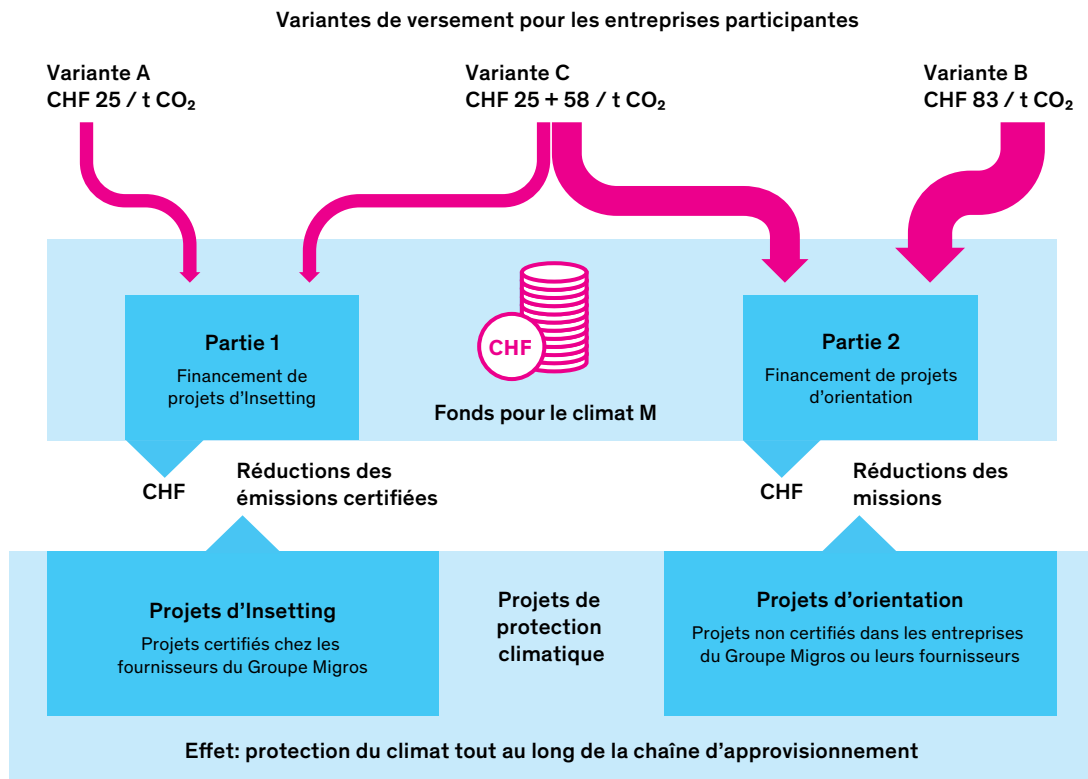 Variantes de versement pour les entreprises participantes
Variante A
CHF 25 / t CO₂
Variante C
CHF 25 + 58 / t CO₂
Variante B
CHF 83 / t CO₂
Partie 1
Financement de
projets d’Insetting
CHF
Fonds pour le climat M
Partie 2
Financement de projets
d’orientation
CHF
Réductions des
émissions certifiées
CHF
Réductions des
missions
Projets d’Insetting
Projets certifiés chez les
fournisseurs du Groupe Migros
Projets de
protection
climatique
Projets d’orientation
Projets non certifiés dans les entreprises
du Groupe Migros ou leurs fournisseurs
Effet: protection du climat tout au long de la chaîne d’approvisionnement